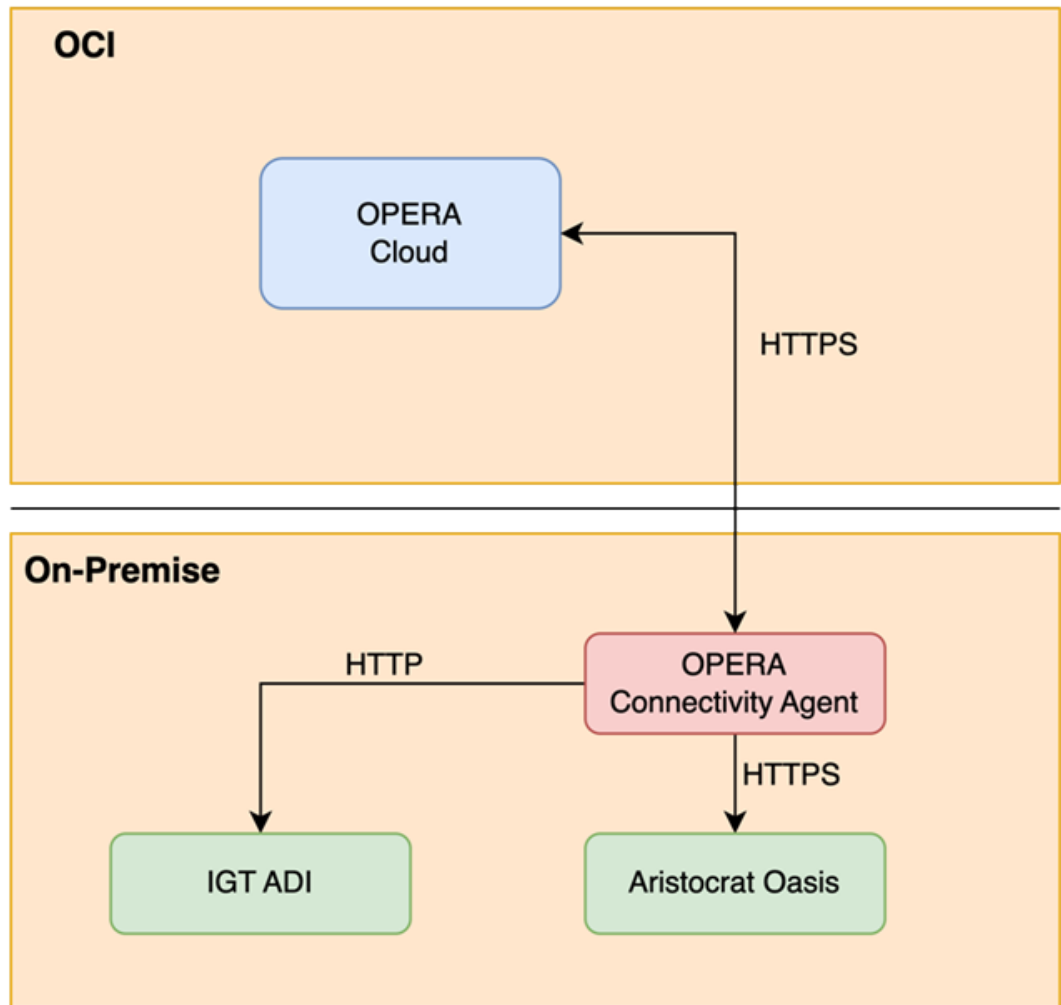 OCI
OPERA
Cloud
HTTPS
On-Premise
HTTP
OPERA
Connectivity Agent
HTTPS
IGT ADI
Aristocrat Oasis